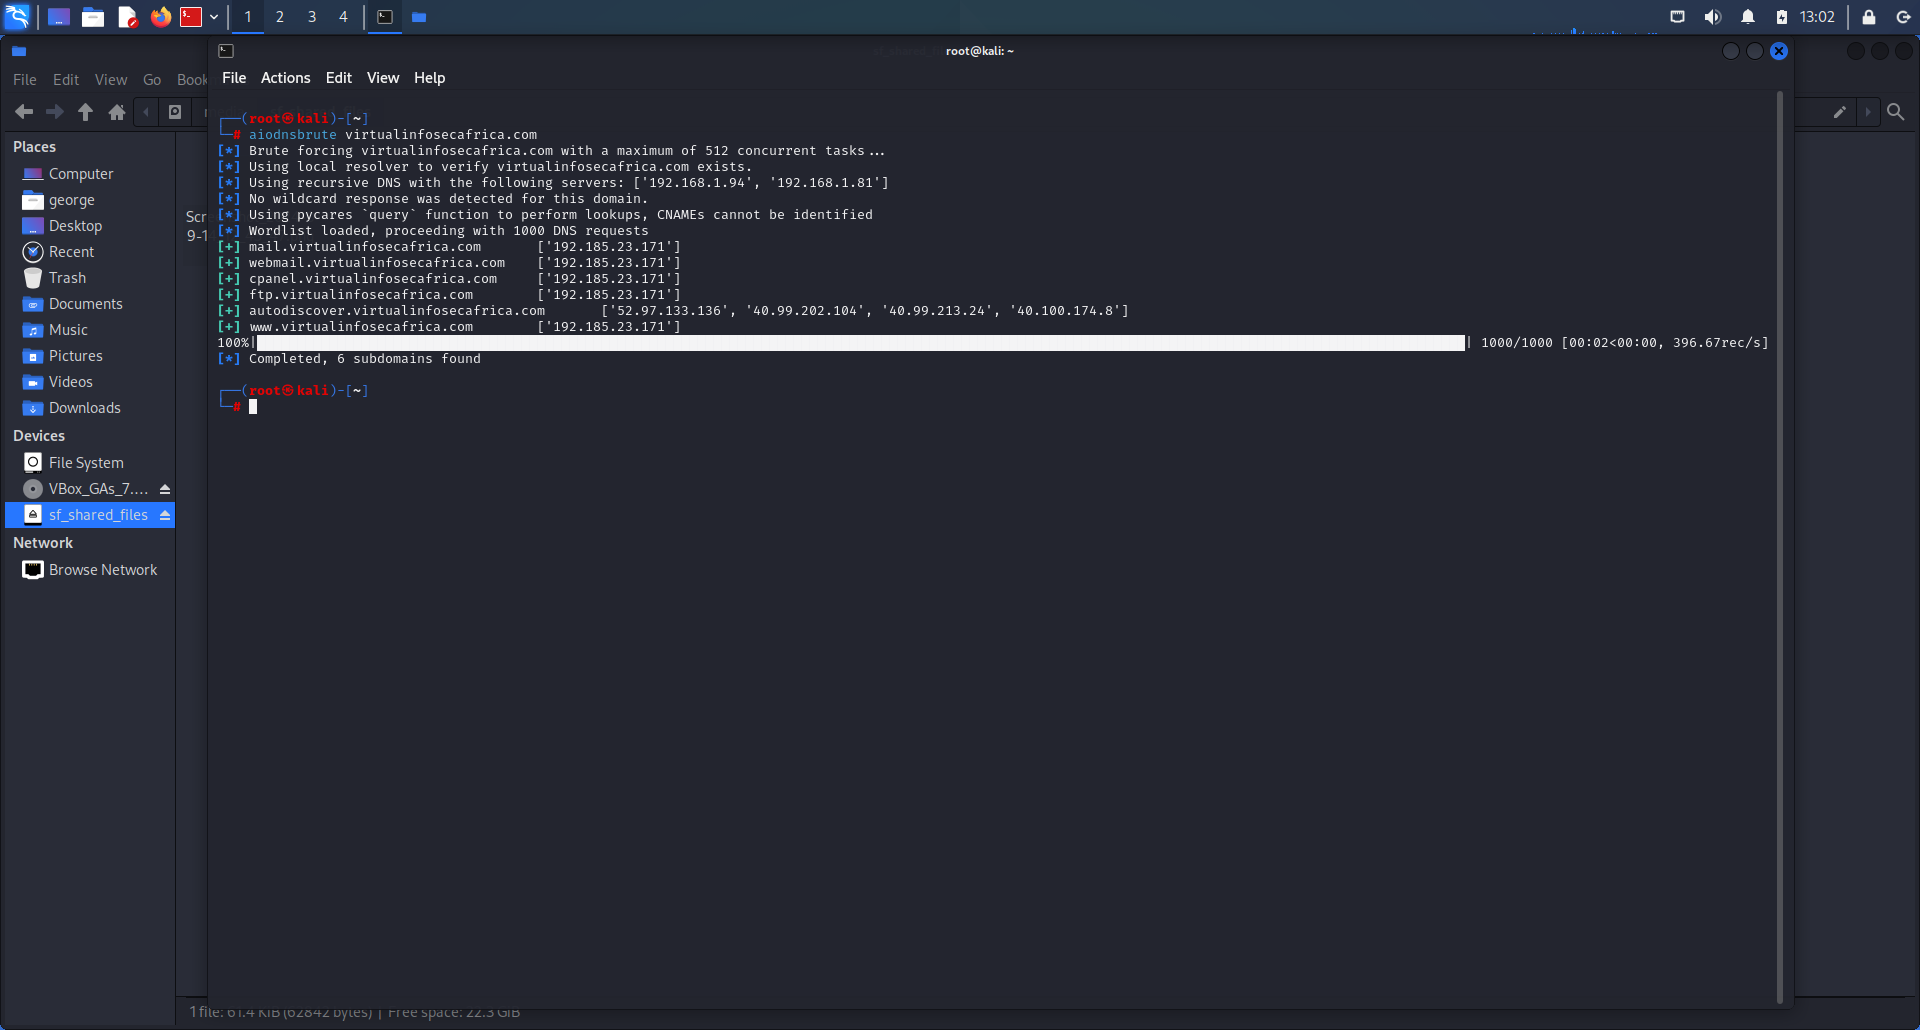 1 2 3 4
13:02
root@kali: ~
File Edit View Go Book
File Actions Edit View Help
Places
Computer
george
Desktop
Recent
Trash
Documents
Music
Pictures
Videos
Downloads
Devices
File System
VBox_GAs_7....
sf_shared_files
Network
Browse Network
Scre
9-1
┌──(root㉿kali)-[~]
└─# aiodnsbrute virtualinfosecafrica.com
[*] Brute forcing virtualinfosecafrica.com with a maximum of 512 concurrent tasks...
[*] Using local resolver to verify virtualinfosecafrica.com exists.
[*] Using recursive DNS with the following servers: ['192.168.1.94', '192.168.1.81']
[*] No wildcard response was detected for this domain.
[*] Using pycares `query` function to perform lookups, CNAMEs cannot be identified
[*] Wordlist loaded, proceeding with 1000 DNS requests
[+] mail.virtualinfosecafrica.com ['192.185.23.171']
[+] webmail.virtualinfosecafrica.com ['192.185.23.171']
[+] cpanel.virtualinfosecafrica.com ['192.185.23.171']
[+] ftp.virtualinfosecafrica.com ['192.185.23.171']
[+] autodiscover.virtualinfosecafrica.com ['52.97.133.136', '40.99.202.104', '40.99.213.24', '40.100.174.8']
[+] www.virtualinfosecafrica.com ['192.185.23.171']
100%| | 1000/1000 [00:02<00:00, 396.67rec/s]
[*] Completed, 6 subdomains found
┌──(root㉿kali)-[~]
└─#
1 file: 61.4 KiB (62842 bytes) | Free space: 22.3 GiB